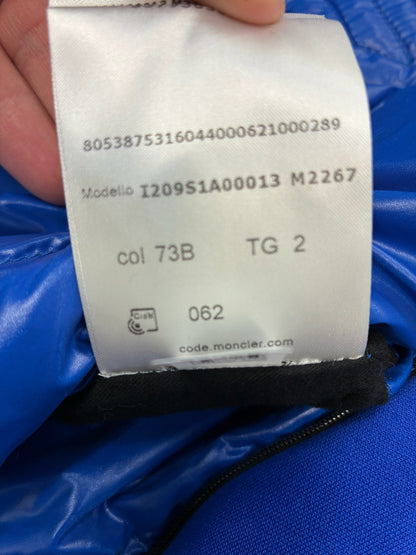 8053875316044000621000289
Modello I209S1A00013 M2267
col 73B TG 2
062
code.moncler.com